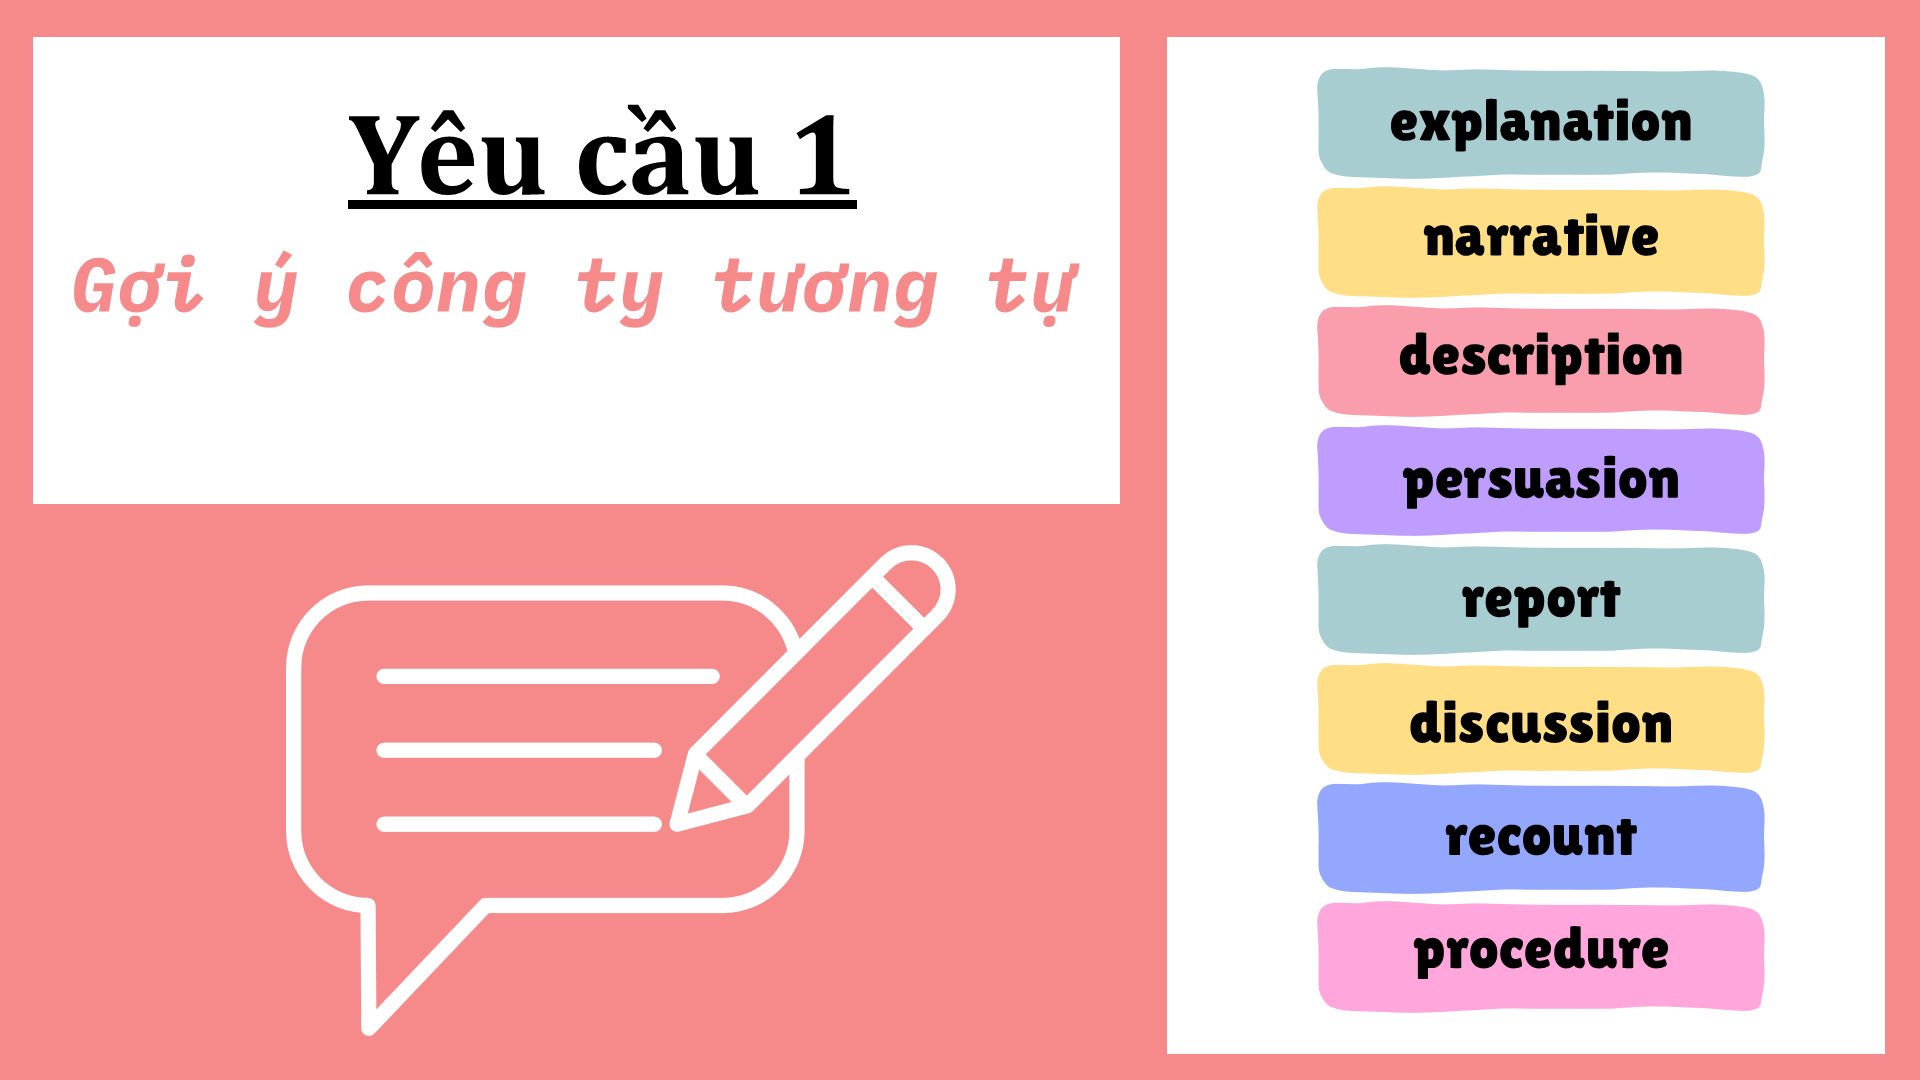 Yêu cầu 1
Gợi ý công ty tương tự
explanation
narrative
description
persuasion
report
discussion
recount
procedure